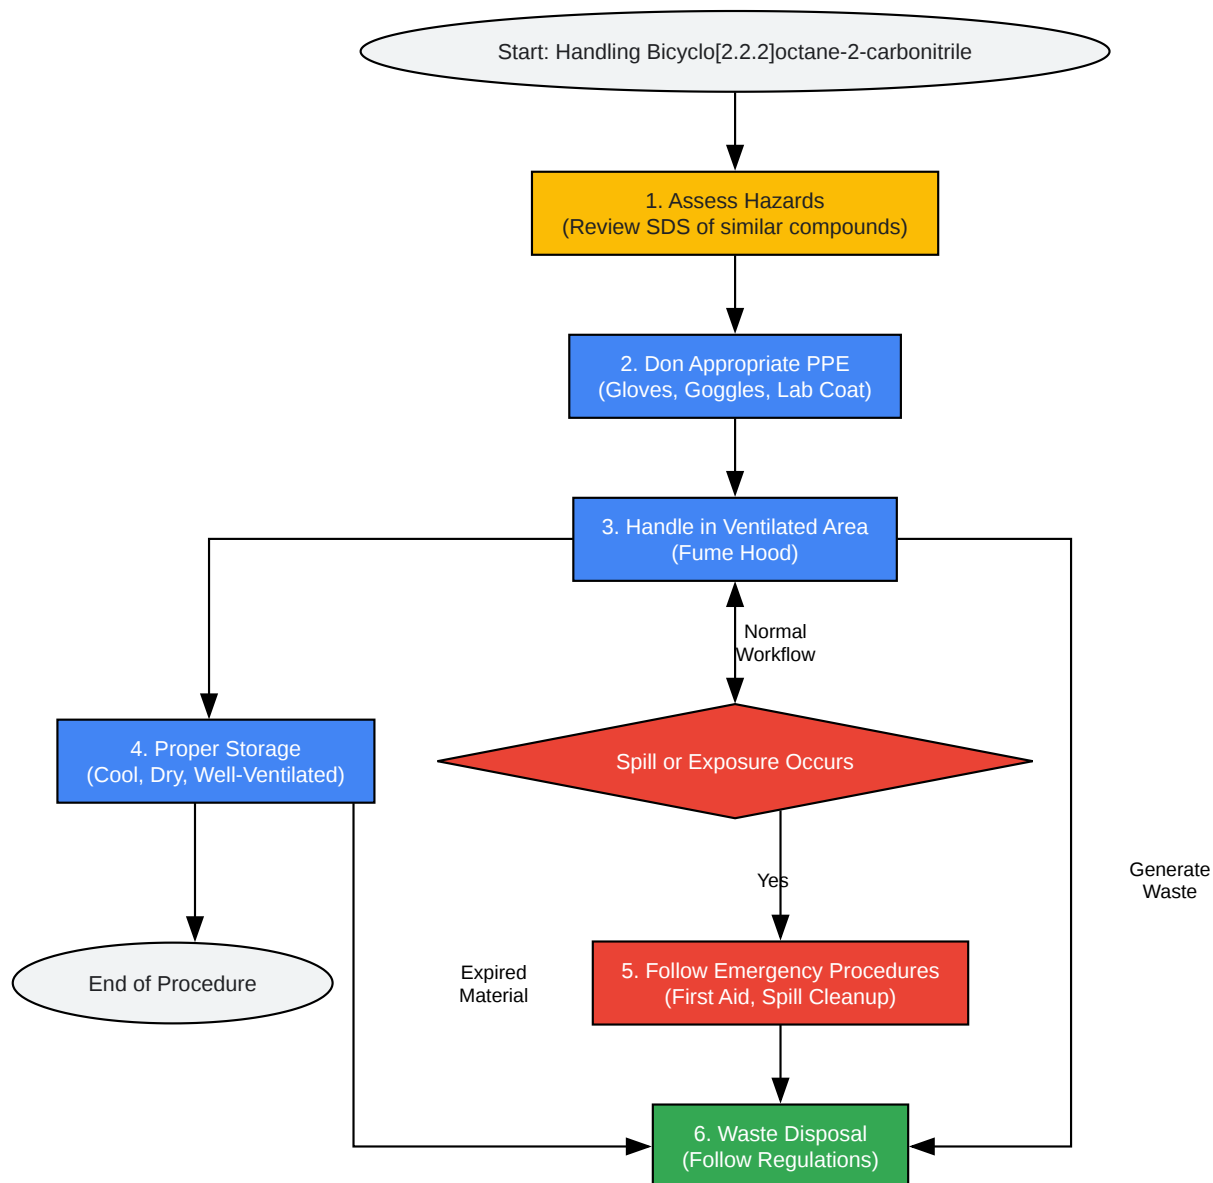 Start: Handling Bicyclo[2.2.2]octane-2-carbonitrile
1. Assess Hazards
(Review SDS of similar compounds)
2. Don Appropriate PPE
(Gloves, Goggles, Lab Coat)
3. Handle in Ventilated Area
(Fume Hood)
Normal
Workflow
4. Proper Storage
(Cool, Dry, Well-Ventilated)
Spill or Exposure Occurs
Yes
Generate
Waste
End of Procedure
Expired
Material
5. Follow Emergency Procedures
(First Aid, Spill Cleanup)
6. Waste Disposal
(Follow Regulations)